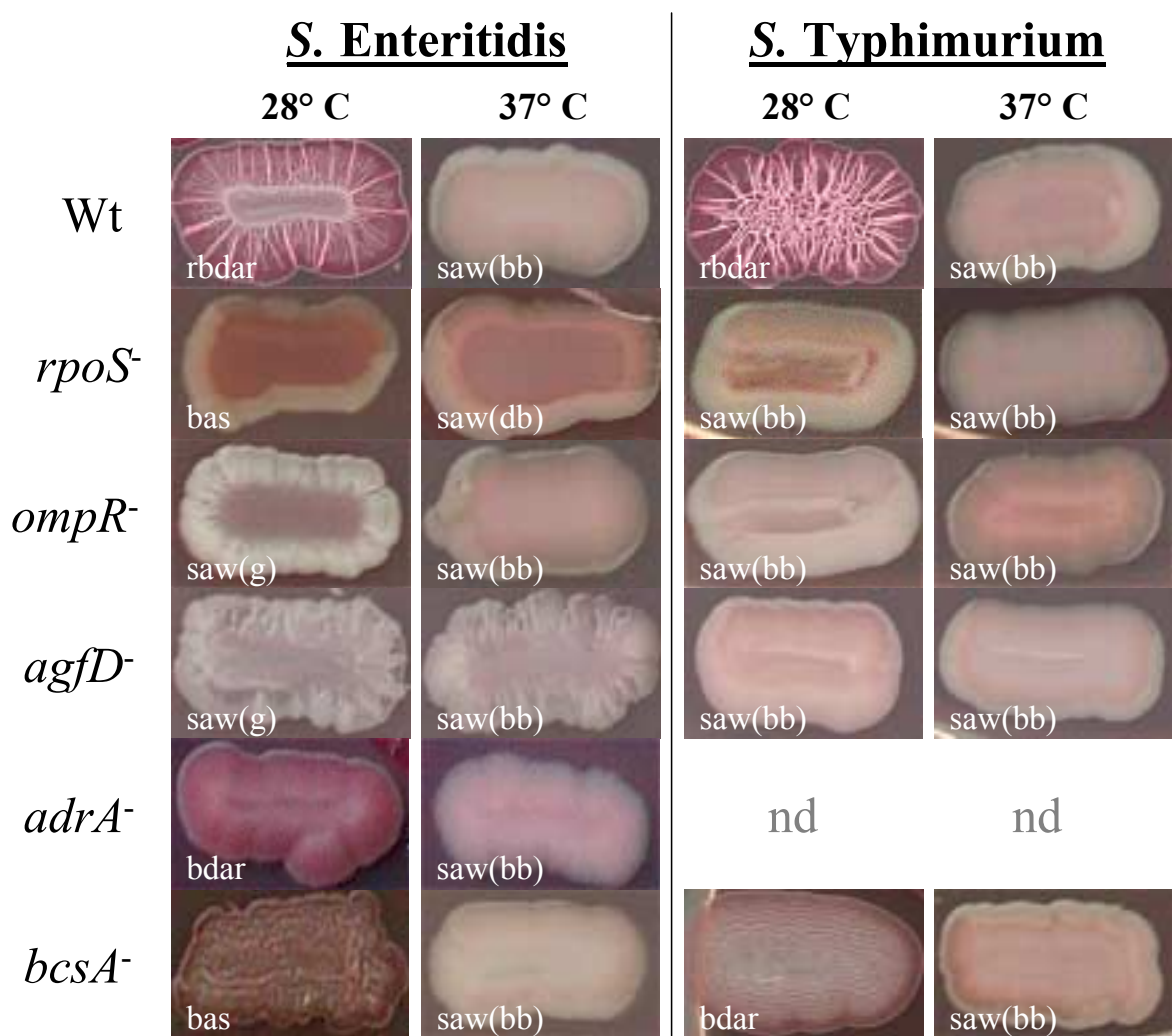 S. Enteritidis S. Typhimurium
28° C 37° C 28° C 37° C
Wt rbdar saw(bb) rbdar saw(bb)
rpoS- bas saw(db) saw(bb) saw(bb)
ompR- saw(g) saw(bb) saw(bb) saw(bb)
agfD- saw(g) saw(bb) saw(bb) saw(bb)
adrA- bdar saw(bb) nd nd
bcsA- bas saw(bb) bdar saw(bb)